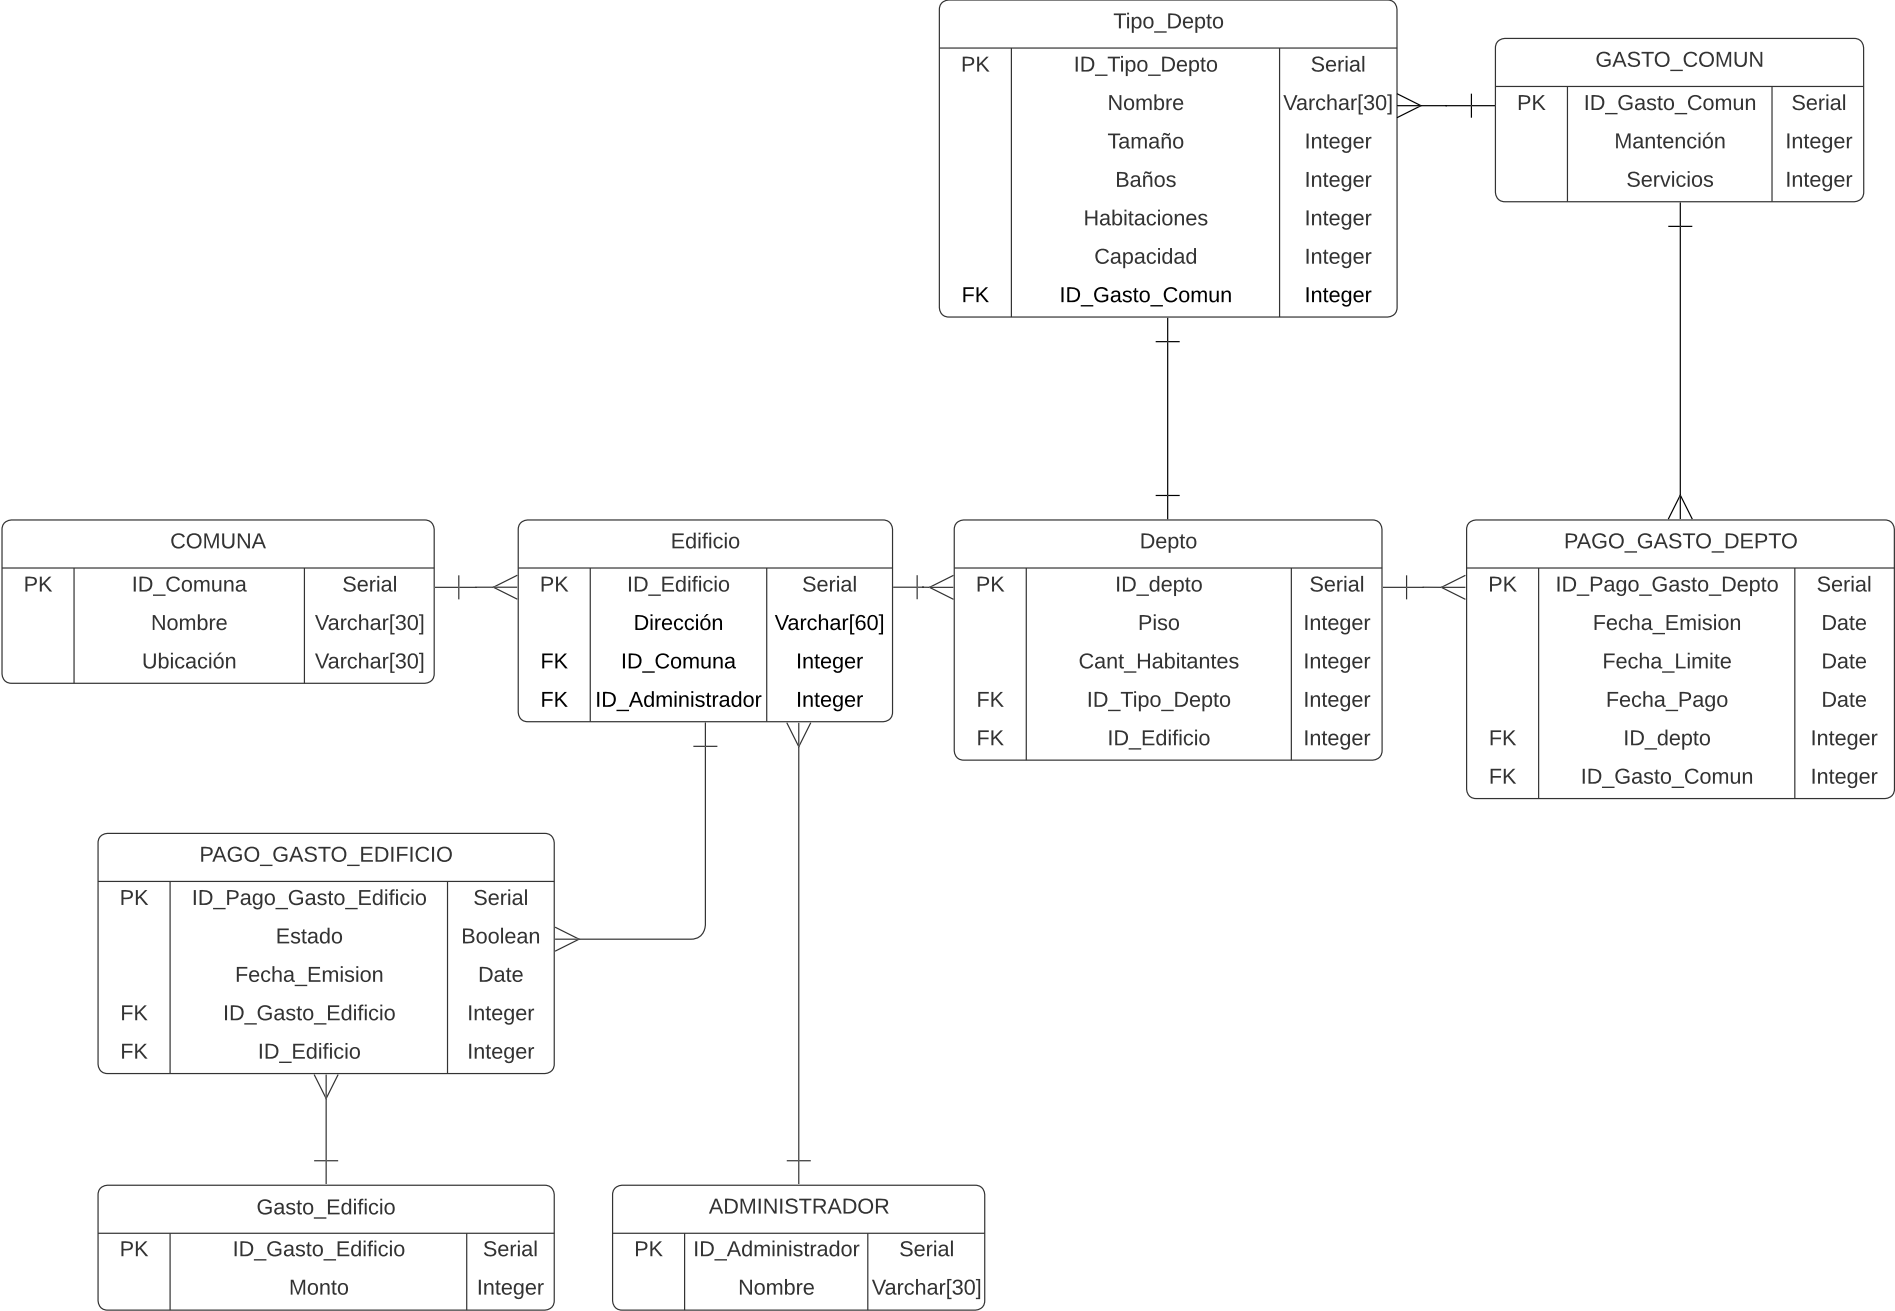 Tipo_Depto
PK ID_Tipo_Depto Serial
Nombre Varchar[30]
Tamaño Integer
Baños Integer
Habitaciones Integer
Capacidad Integer
FK ID_Gasto_Comun Integer
GASTO_COMUN
PK ID_Gasto_Comun Serial
Mantención Integer
Servicios Integer
COMUNA
PK ID_Comuna Serial
Nombre Varchar[30]
Ubicación Varchar[30]
Edificio
PK ID_Edificio Serial
Dirección Varchar[60]
FK ID_Comuna Integer
FK ID_Administrador Integer
Depto
PK ID_depto Serial
Piso Integer
Cant_Habitantes Integer
FK ID_Tipo_Depto Integer
FK ID_Edificio Integer
PAGO_GASTO_DEPTO
PK ID_Pago_Gasto_Depto Serial
Fecha_Emision Date
Fecha_Limite Date
Fecha_Pago Date
FK ID_depto Integer
FK ID_Gasto_Comun Integer
PAGO_GASTO_EDIFICIO
PK ID_Pago_Gasto_Edificio Serial
Estado Boolean
Fecha_Emision Date
FK ID_Gasto_Edificio Integer
FK ID_Edificio Integer
Gasto_Edificio
PK ID_Gasto_Edificio Serial
Monto Integer
ADMINISTRADOR
PK ID_Administrador Serial
Nombre Varchar[30]